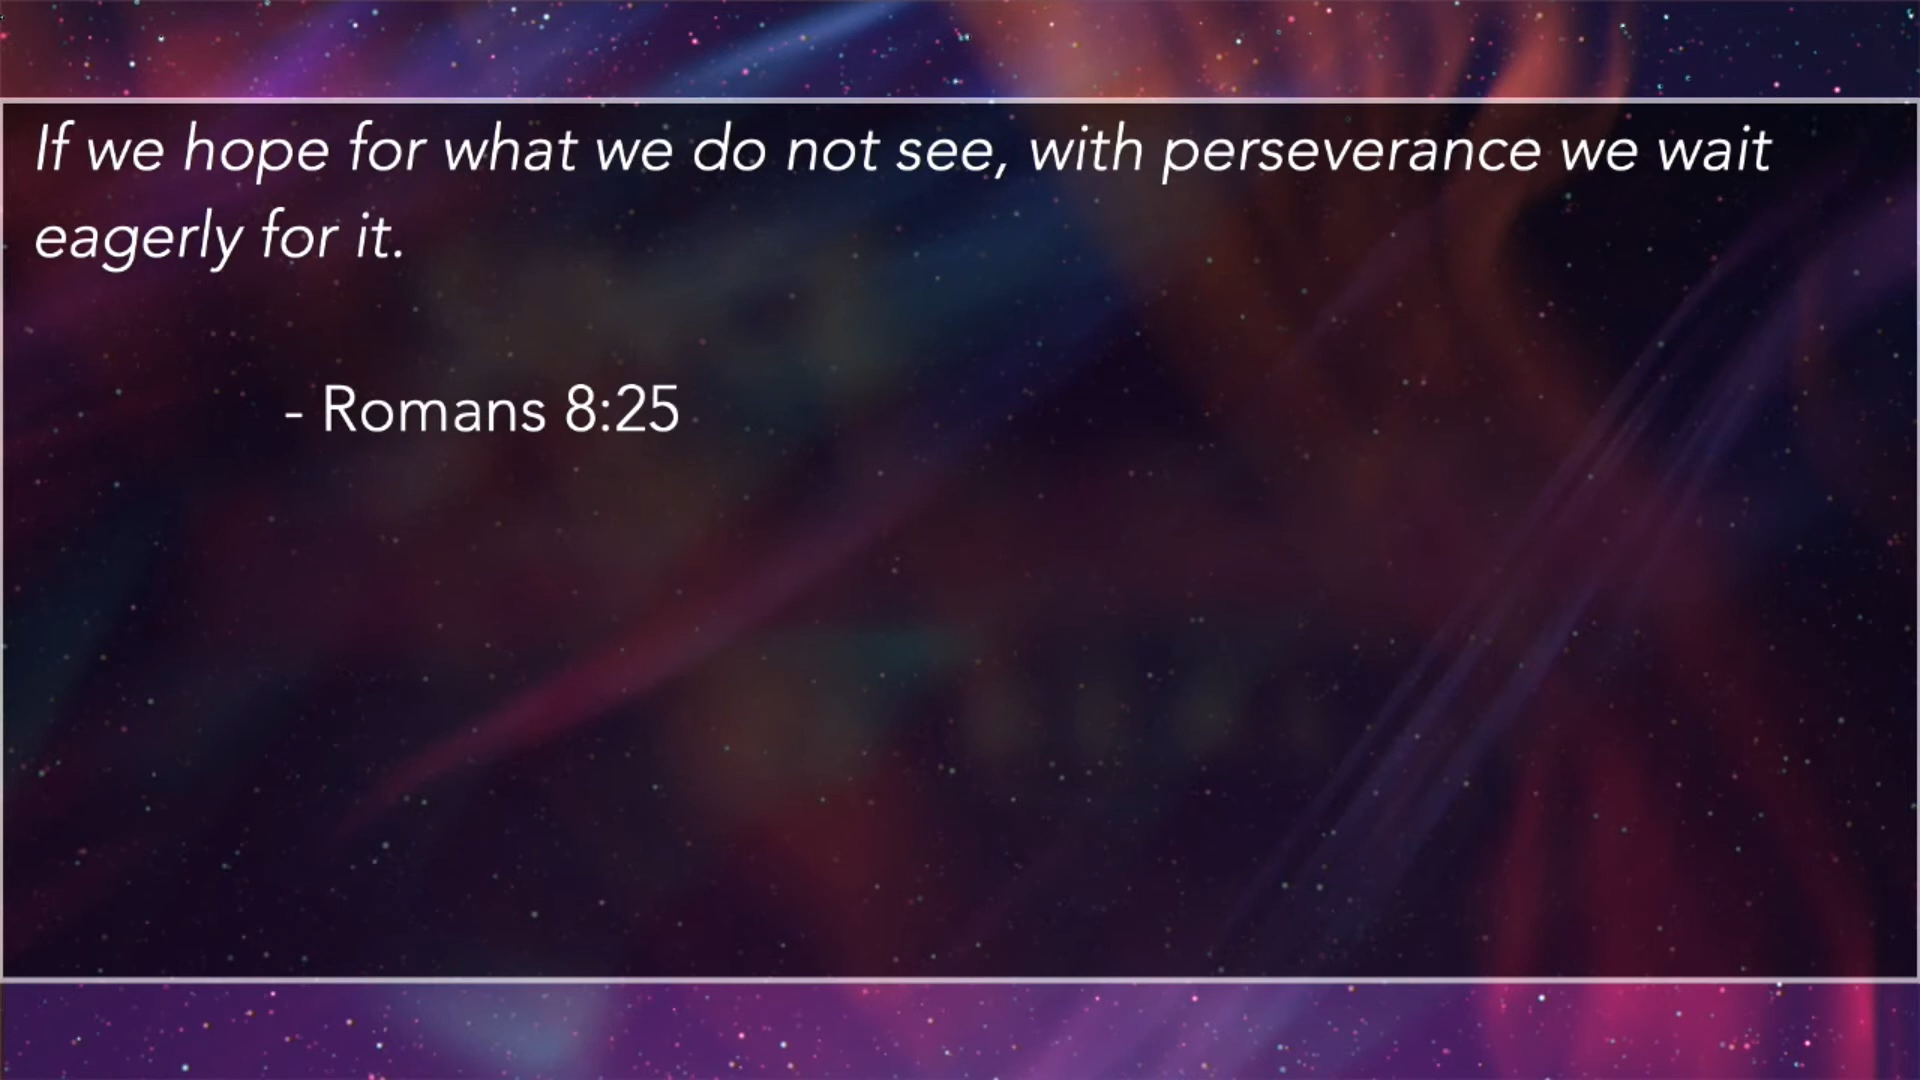 If we hope for what we do not see, with perseverance we wait
eagerly for it.
- Romans 8:25